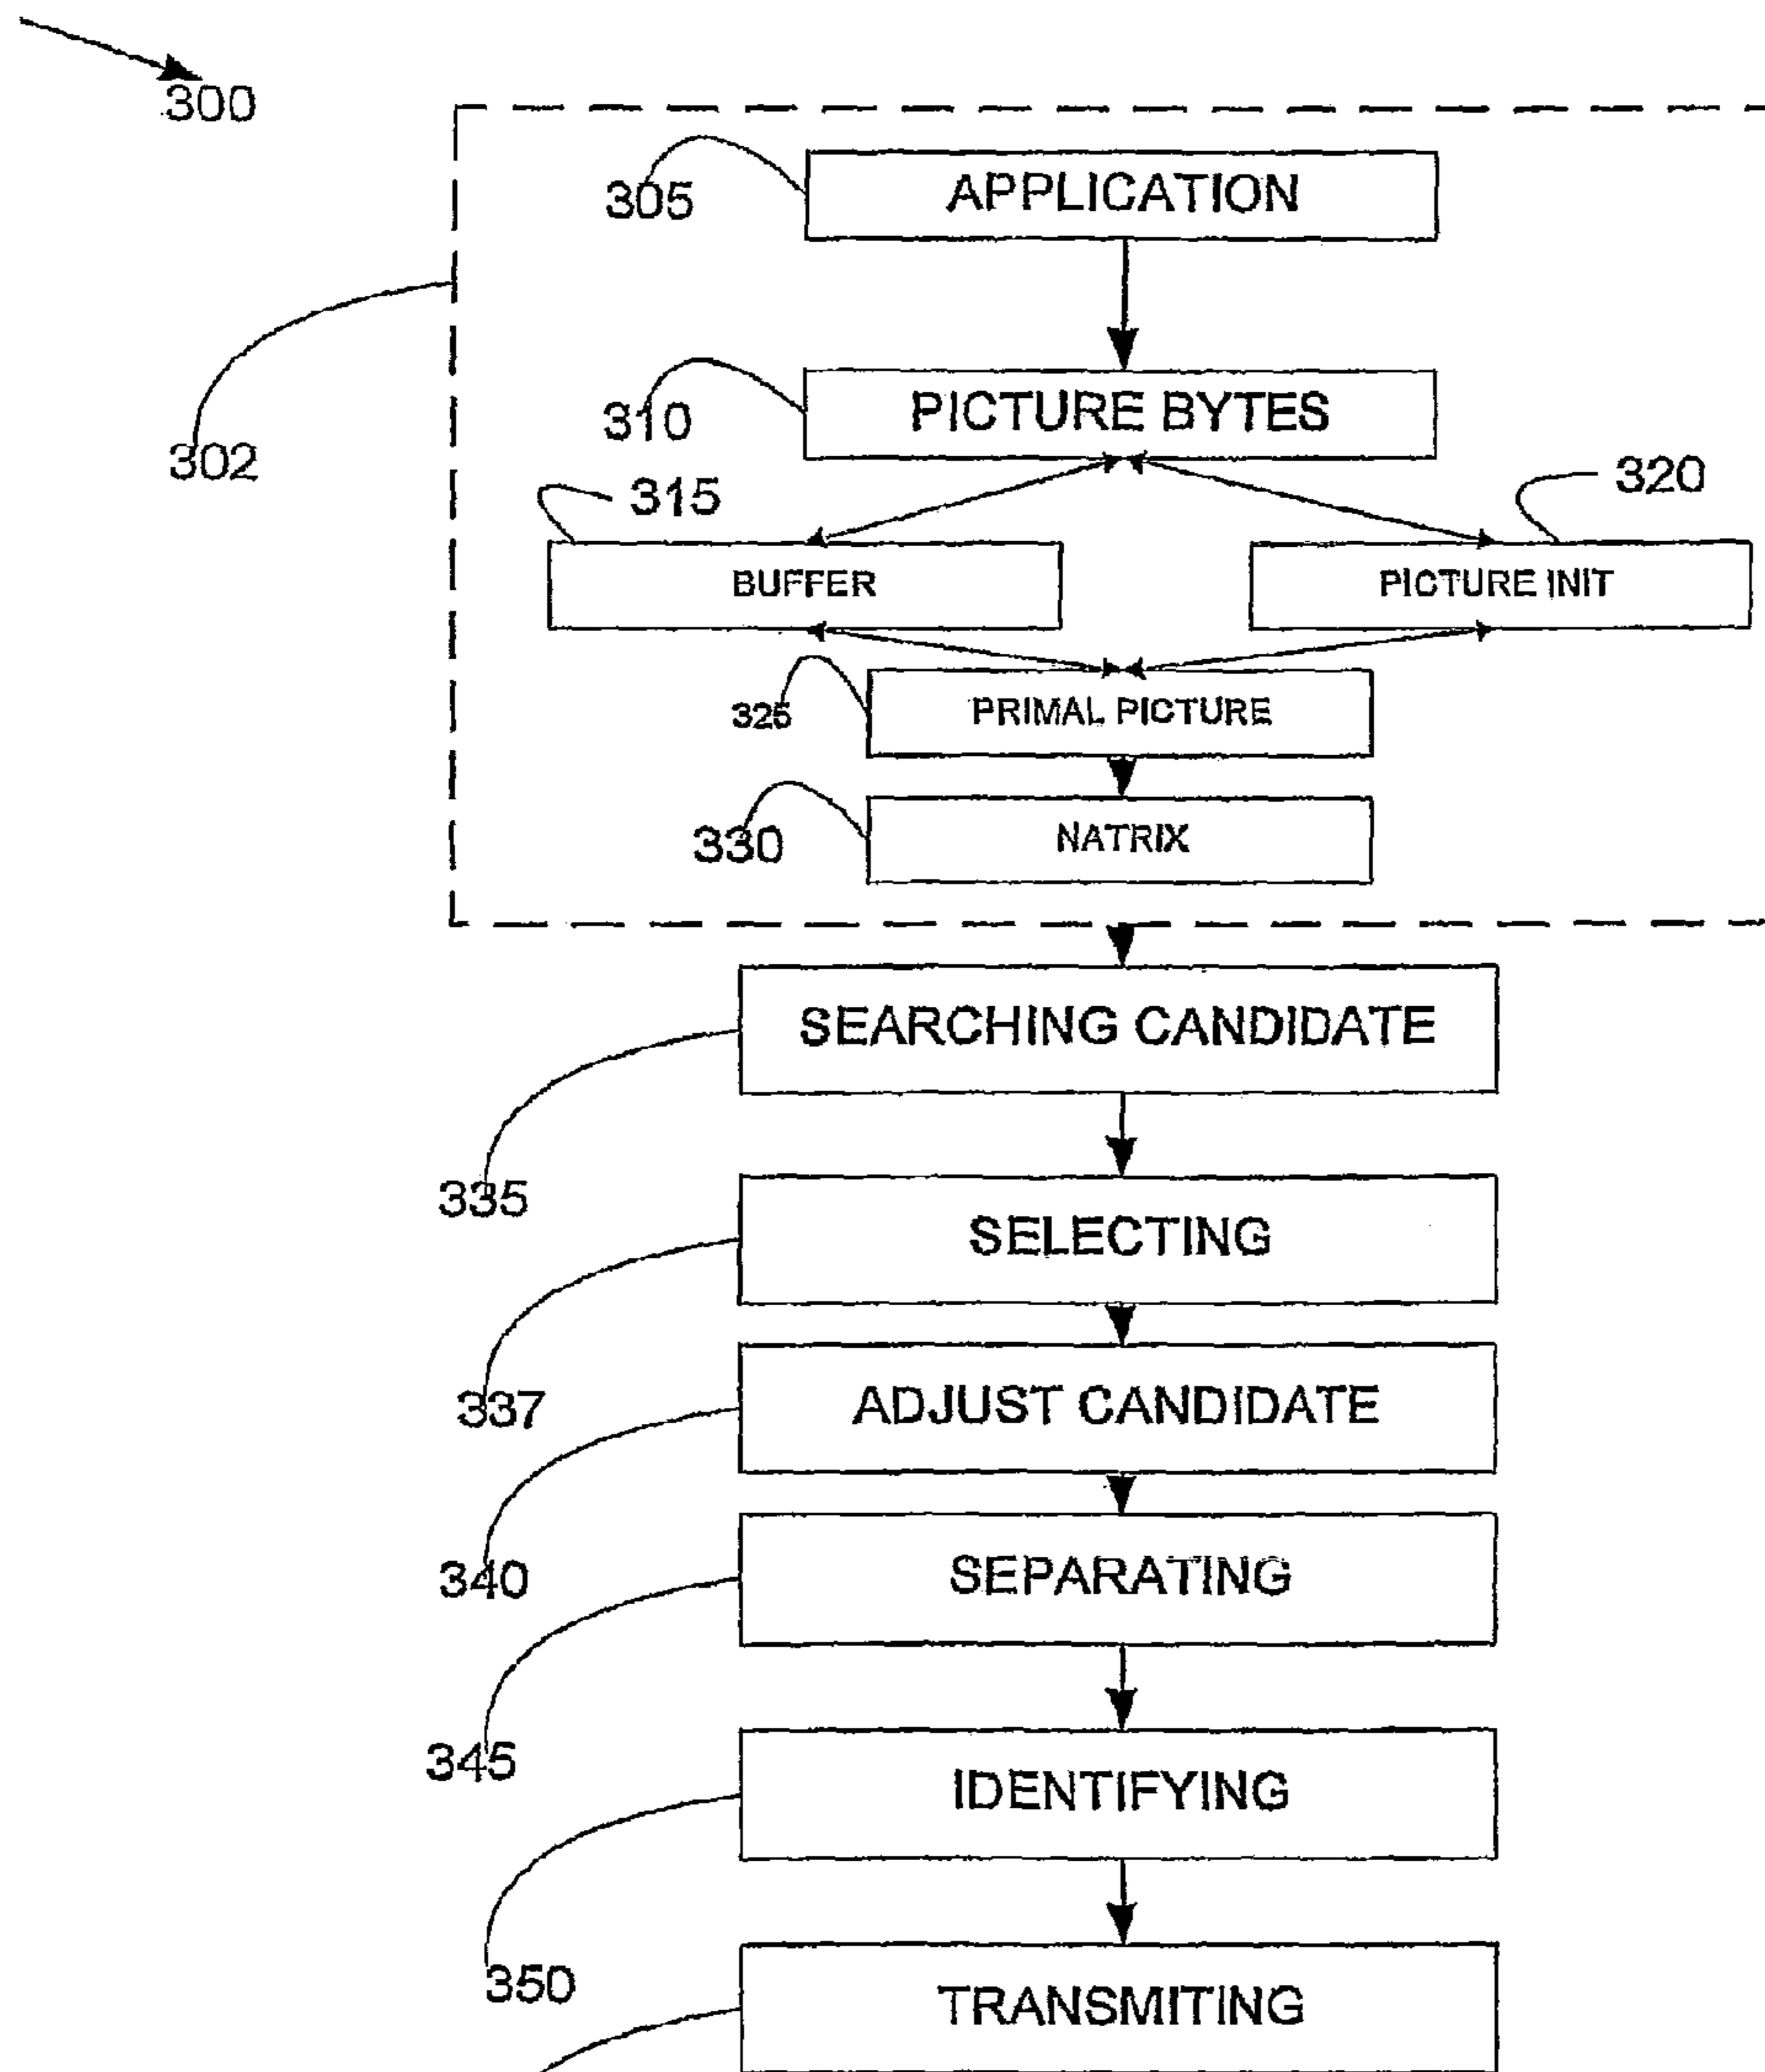 300
305
APPLICATION
310
PICTURE BYTES
302
315
320
BUFFER
PICTURE INIT
325
PRIMAL PICTURE
330
NATRIX
SEARCHING CANDIDATE
335
SELECTING
337
ADJUST CANDIDATE
340
SEPARATING
345
IDENTIFYING
350
TRANSMITING